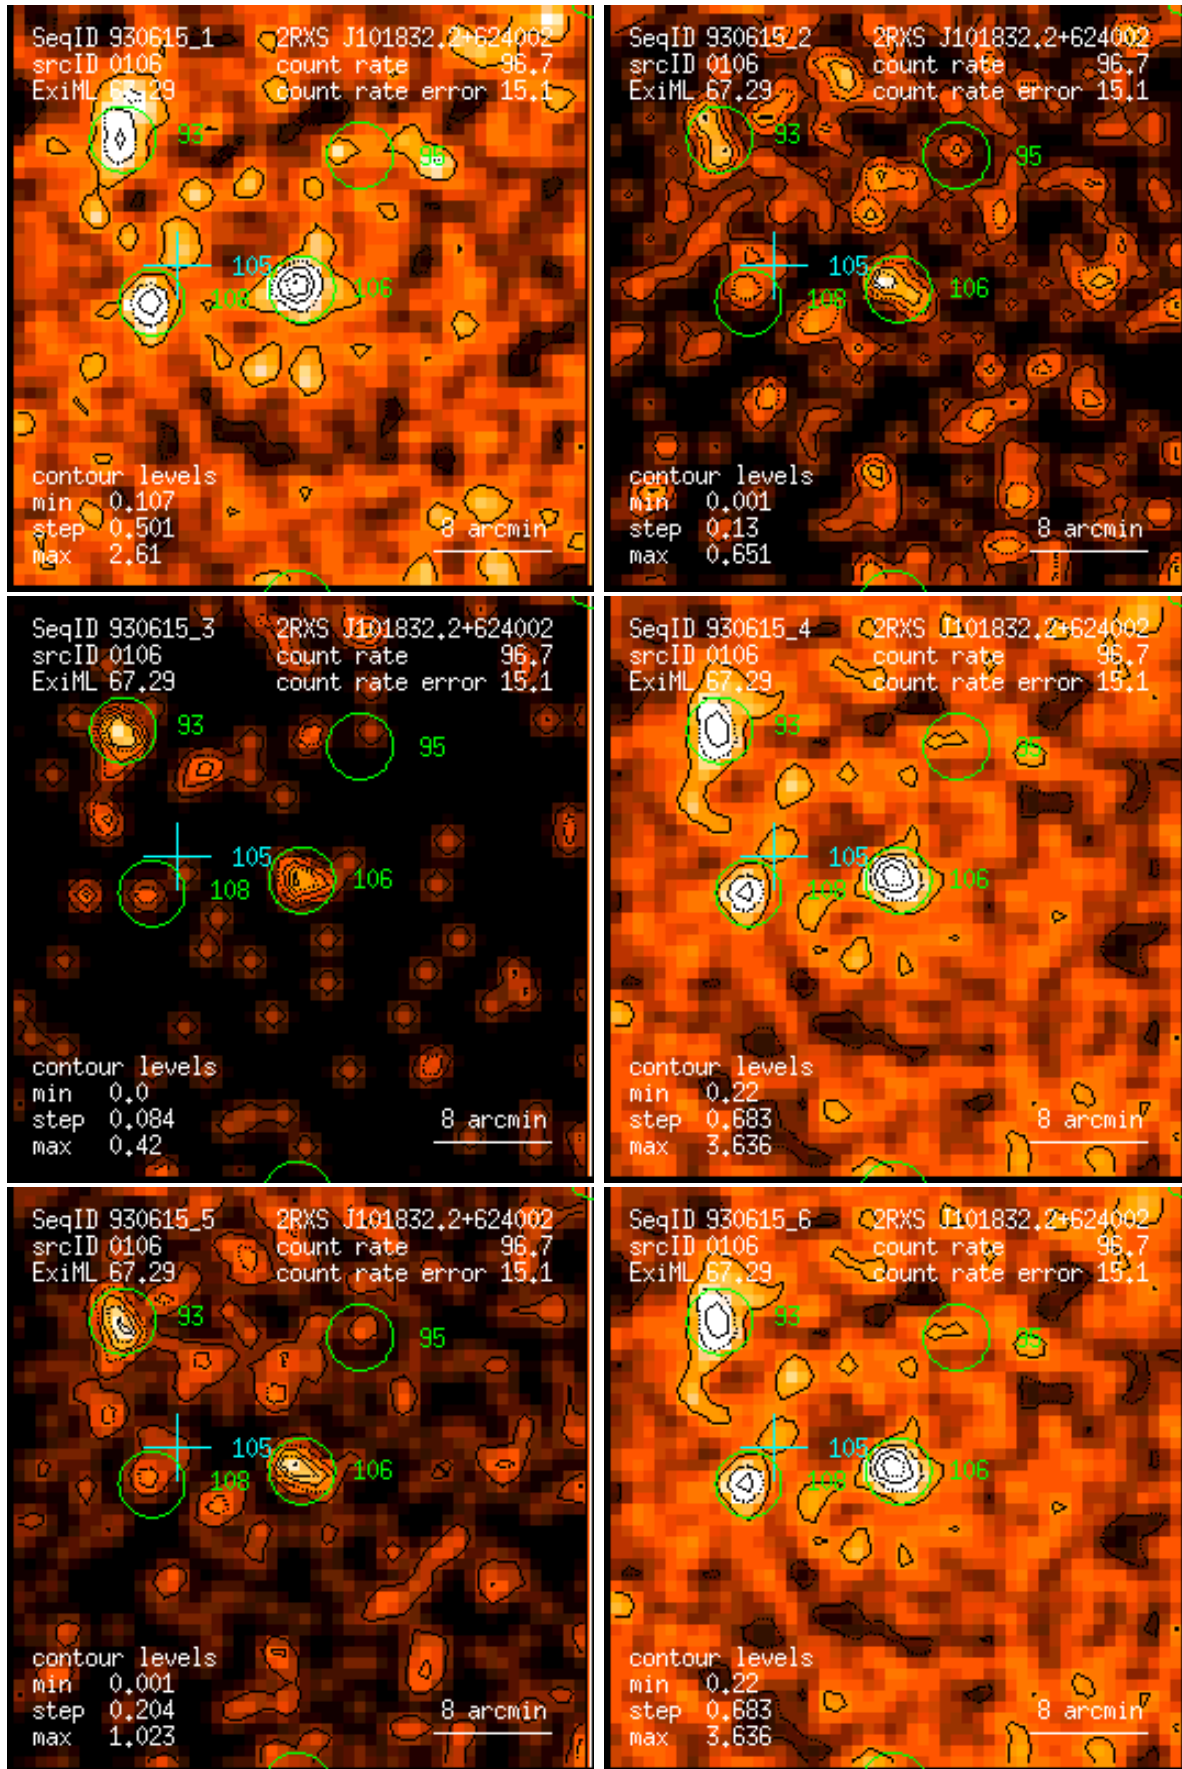 SeqID 930615_1 2RXS J101832.2+624002
srcID 0106 count rate 96.7
ExiML 67.29 count rate error 15.1
93
95
105
108 106
contour levels
min 0.107
step 0.501 8 arcmin
max 2.61
SeqID 930615_2 2RXS J101832.2+624002
srcID 0106 count rate 96.7
ExiML 67.29 count rate error 15.1
93
95
105
108 106
contour levels
min 0.001
step 0.13 8 arcmin
max 0.651
SeqID 930615_3 2RXS J101832.2+624002
srcID 0106 count rate 96.7
ExiML 67.29 count rate error 15.1
93
95
105
108 106
contour levels
min 0.0
step 0.084 8 arcmin
max 0.42
SeqID 930615_4 2RXS J101832.2+624002
srcID 0106 count rate 96.7
ExiML 67.29 count rate error 15.1
93
95
105
108 106
contour levels
min 0.22
step 0.683 8 arcmin
max 3.636
SeqID 930615_5 2RXS J101832.2+624002
srcID 0106 count rate 96.7
ExiML 67.29 count rate error 15.1
93
95
105
108 106
contour levels
min 0.001
step 0.204 8 arcmin
max 1.023
SeqID 930615_6 2RXS J101832.2+624002
srcID 0106 count rate 96.7
ExiML 67.29 count rate error 15.1
93
95
105
108 106
contour levels
min 0.22
step 0.683 8 arcmin
max 3.636